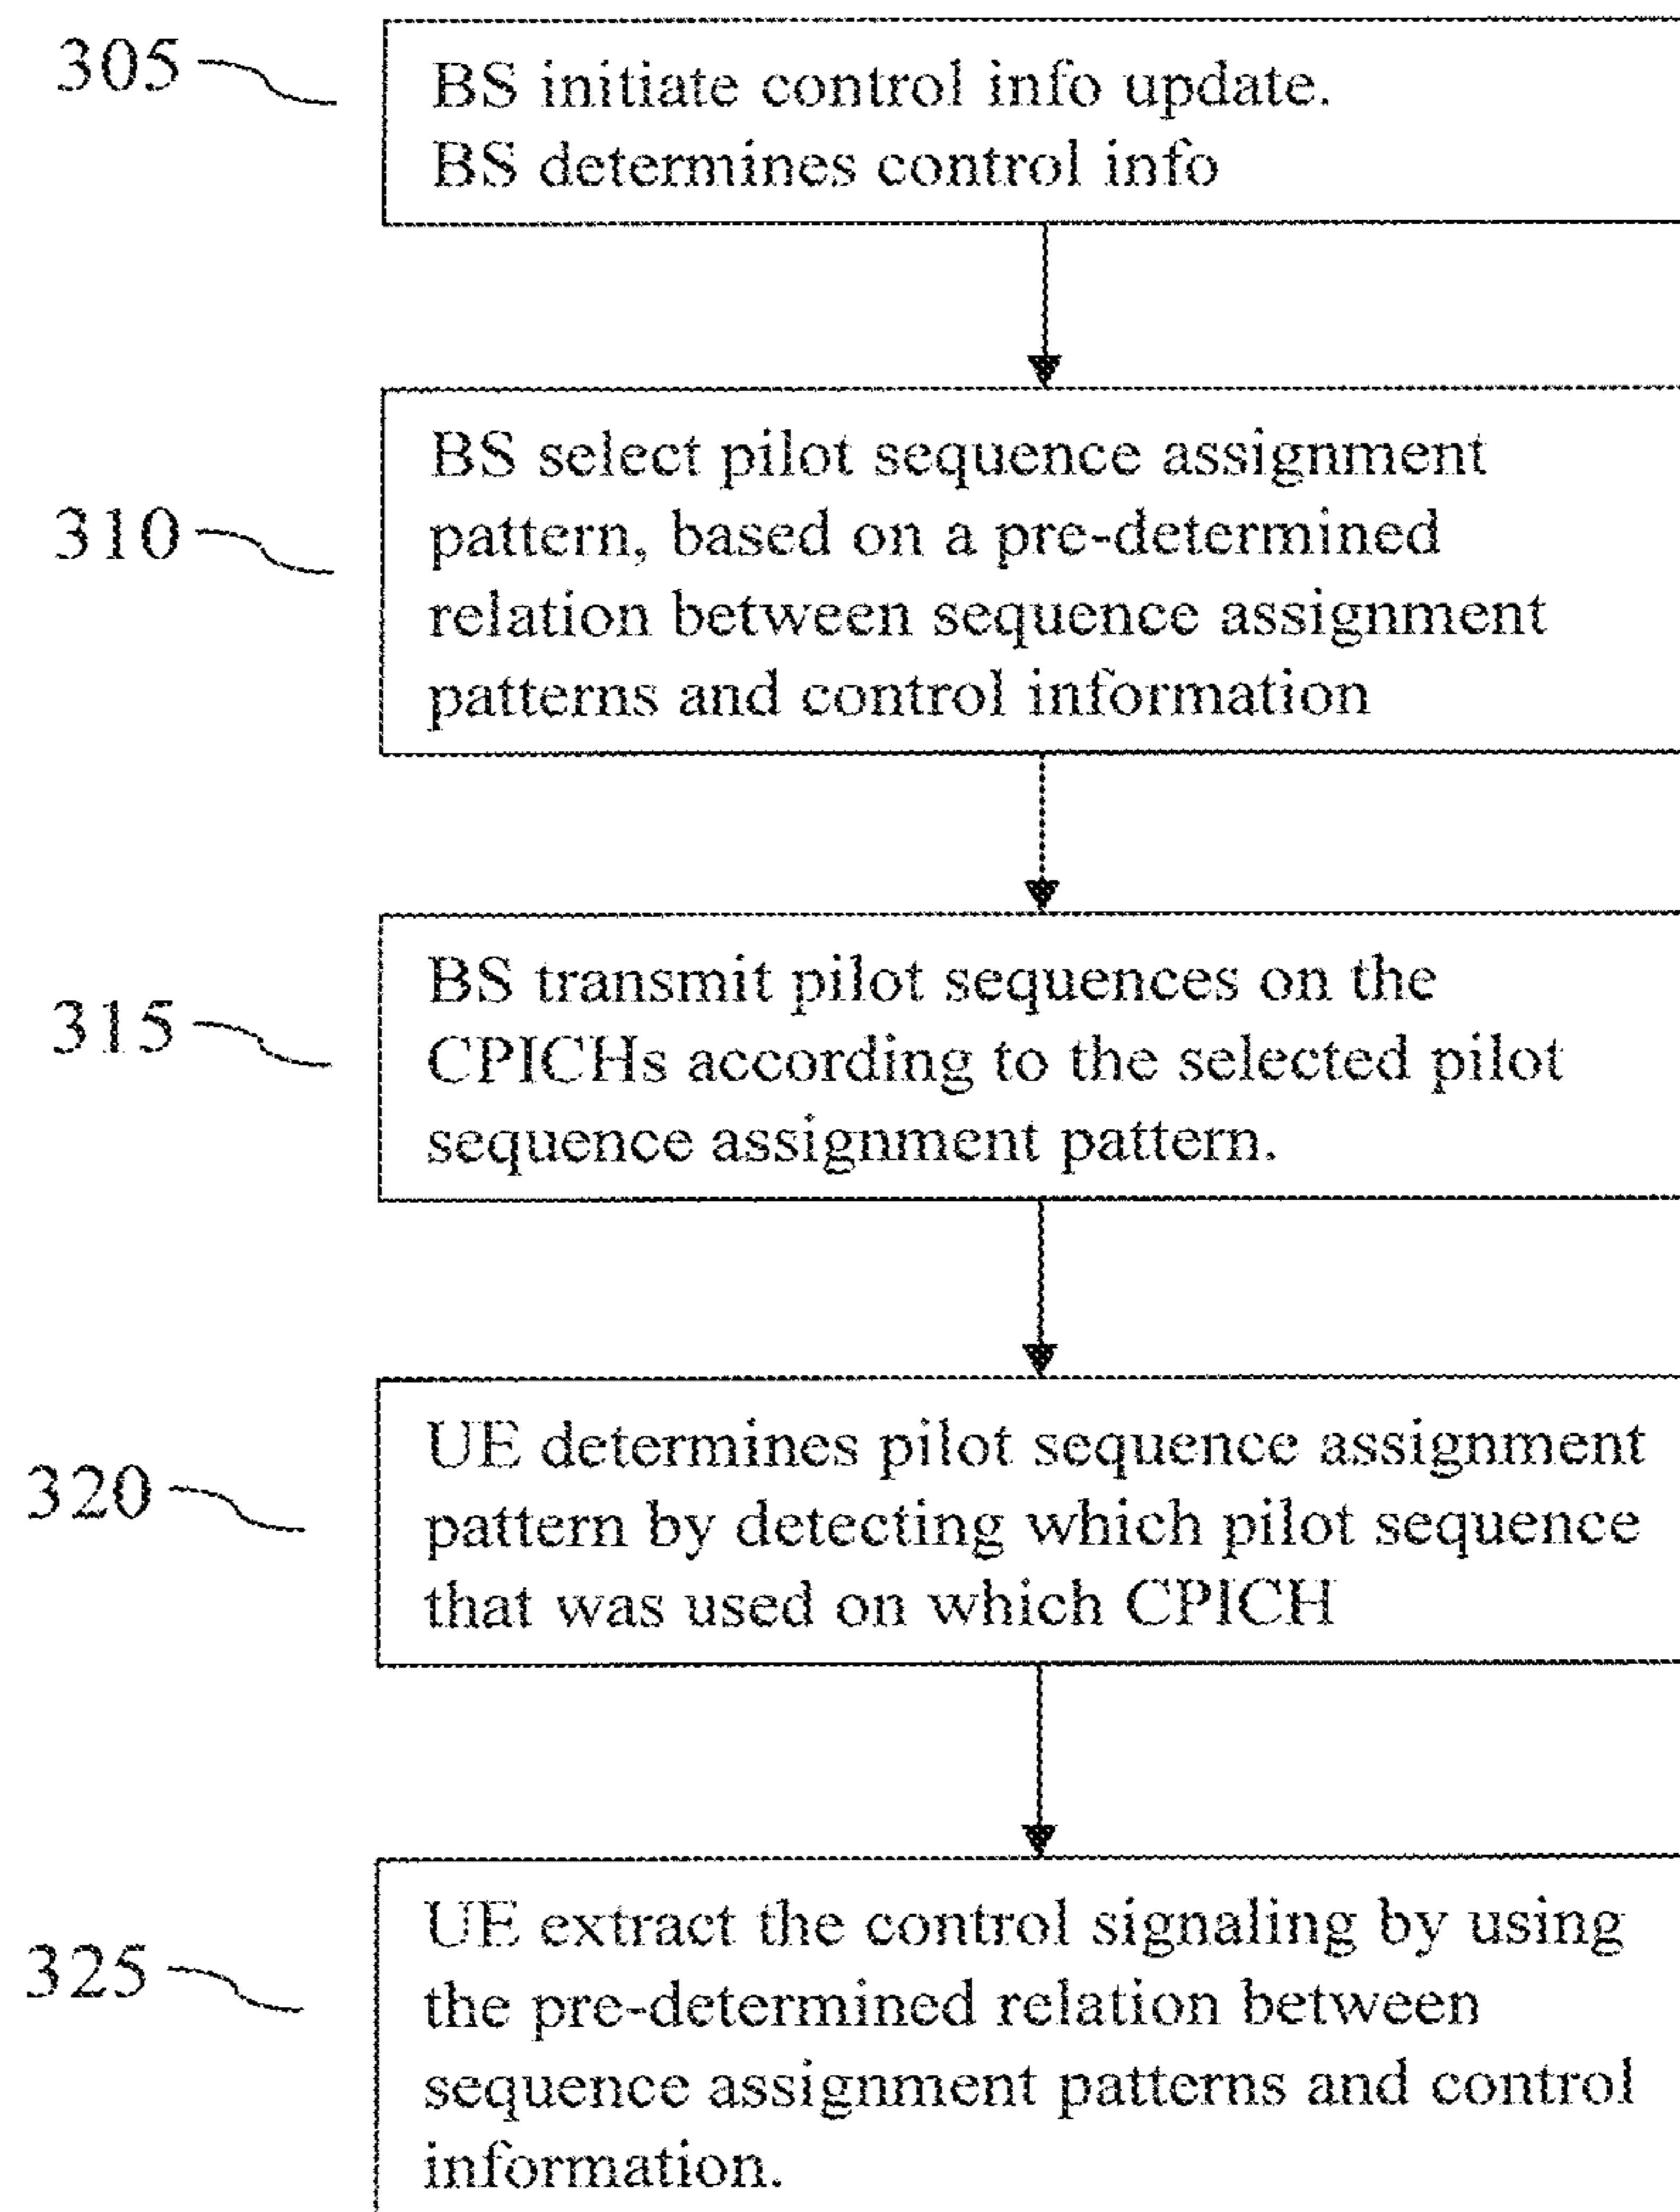 305
BS initiate control info update.
BS determines control info
310
BS select pilot sequence assignment
pattern, based on a pre-determined
relation between sequence assignment
patterns and control information
315
BS transmit pilot sequences on the
CPICHs according to the selected pilot
sequence assignment pattern.
320
UE determines pilot sequence assignment
pattern by detecting which pilot sequence
that was used on which CPICH
325
UE extract the control signaling by using
the pre-determined relation between
sequence assignment patterns and control
information.